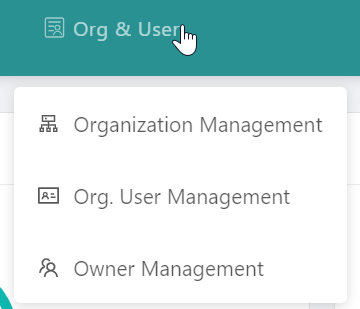 Org & User
Organization Management
Org. User Management
Owner Management